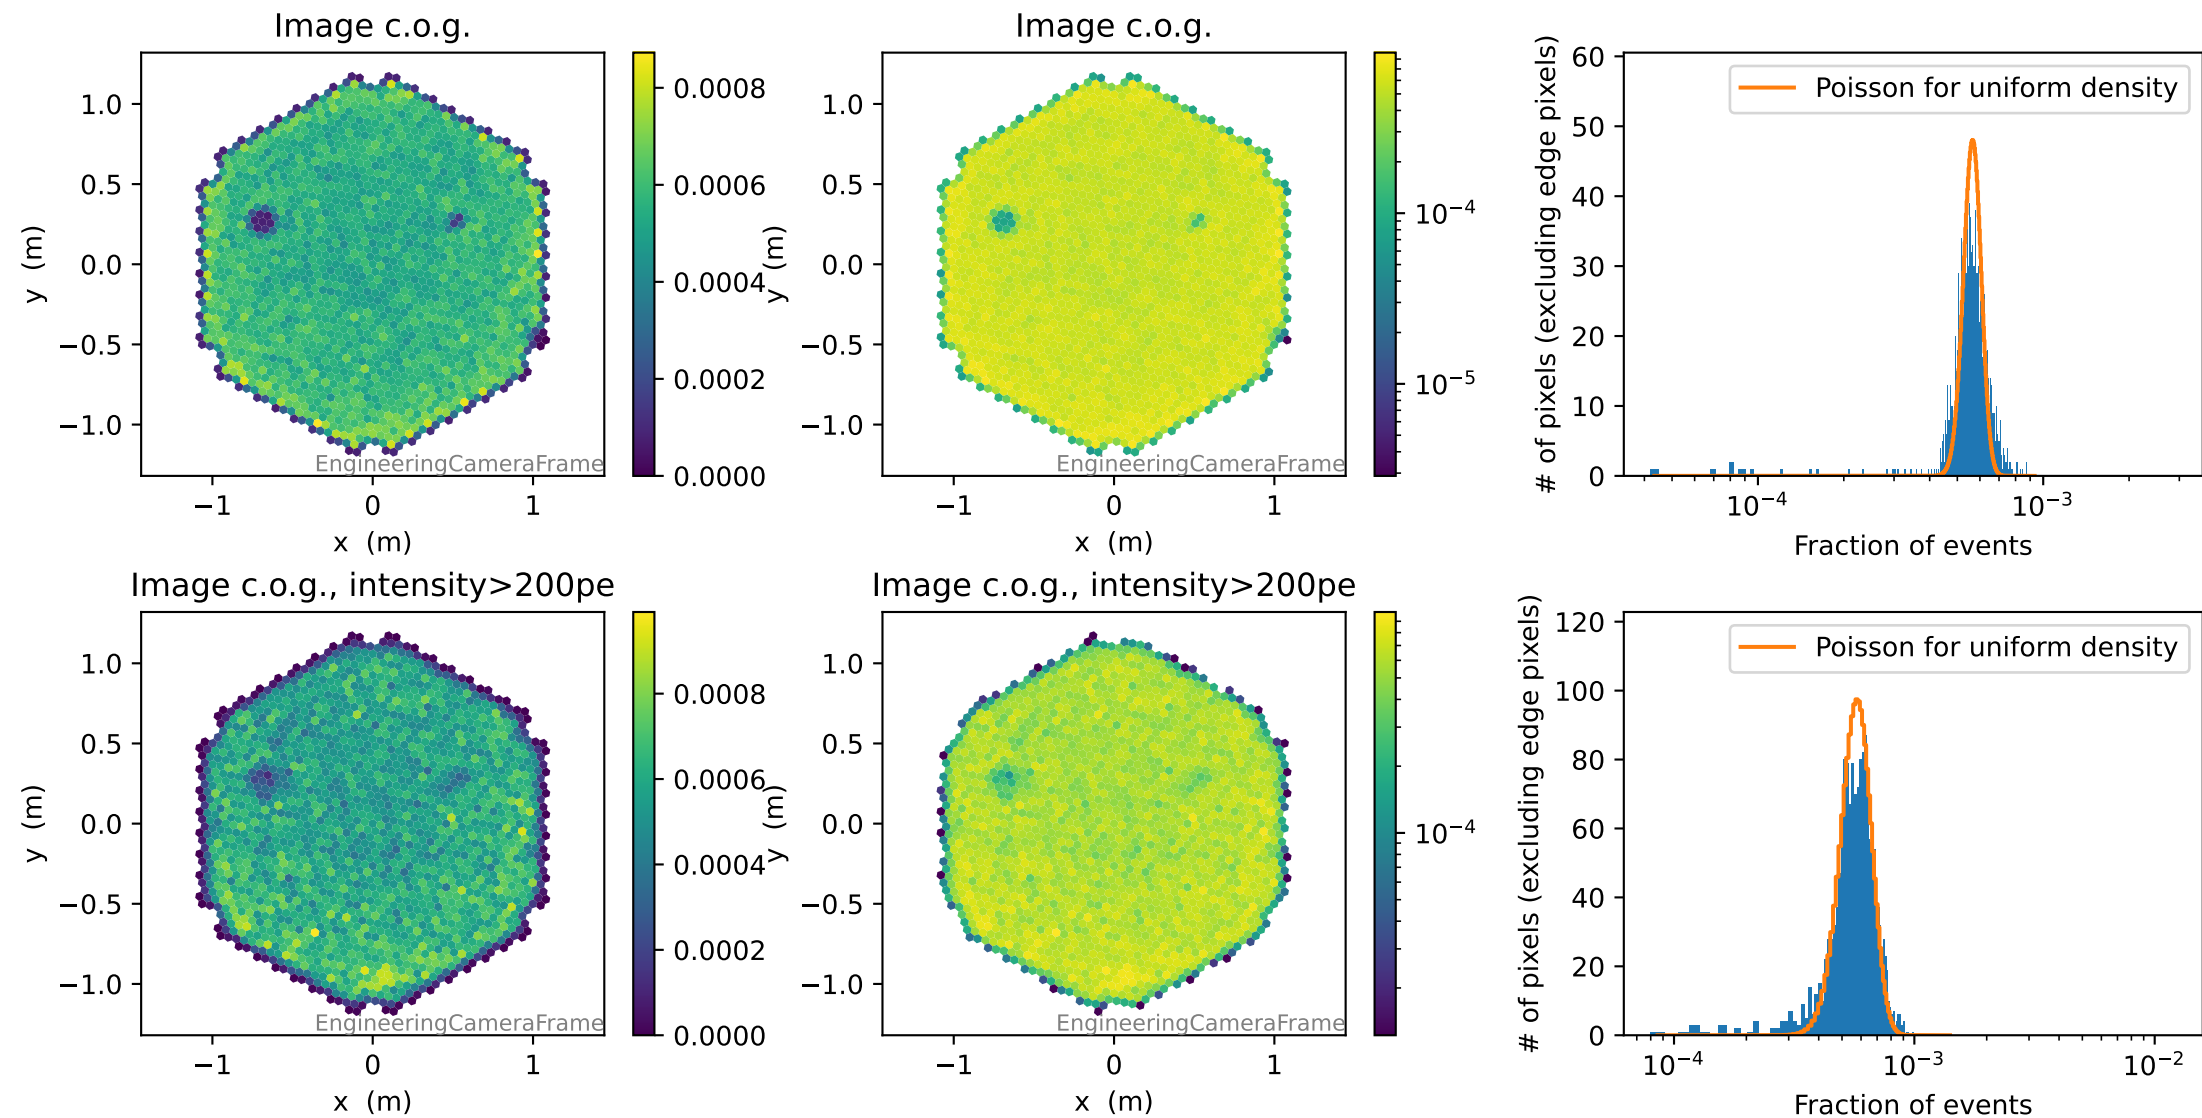 Image c.o.g.
y (m)
1.0
0.5
0.0
−0.5
−1.0
−1 0 1
x (m)
EngineeringCameraFrame
0.0008
0.0006
0.0004
0.0002
0.0000
Image c.o.g.
y (m)
1.0
0.5
0.0
−0.5
−1.0
−1 0 1
x (m)
EngineeringCameraFrame
10⁻⁴
10⁻⁵
# of pixels (excluding edge pixels)
60
50
40
30
20
10
0
Poisson for uniform density
10⁻⁴ 10⁻³
Fraction of events
Image c.o.g., intensity>200pe
y (m)
1.0
0.5
0.0
−0.5
−1.0
−1 0 1
x (m)
EngineeringCameraFrame
0.0008
0.0006
0.0004
0.0002
0.0000
Image c.o.g., intensity>200pe
y (m)
1.0
0.5
0.0
−0.5
−1.0
−1 0 1
x (m)
EngineeringCameraFrame
10⁻⁴
# of pixels (excluding edge pixels)
120
100
80
60
40
20
0
Poisson for uniform density
10⁻⁴ 10⁻³ 10⁻²
Fraction of events